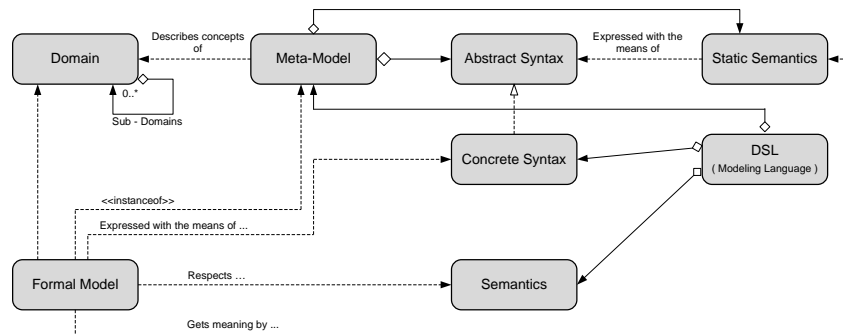 Describes concepts
of
Expressed with the
means of
Domain
Meta-Model
Abstract Syntax
Static Semantics
0..*
Sub - Domains
Concrete Syntax
DSL
( Modeling Language )
<<instanceof>>
Expressed with the means of ...
Formal Model
Respects …
Semantics
Gets meaning by ...